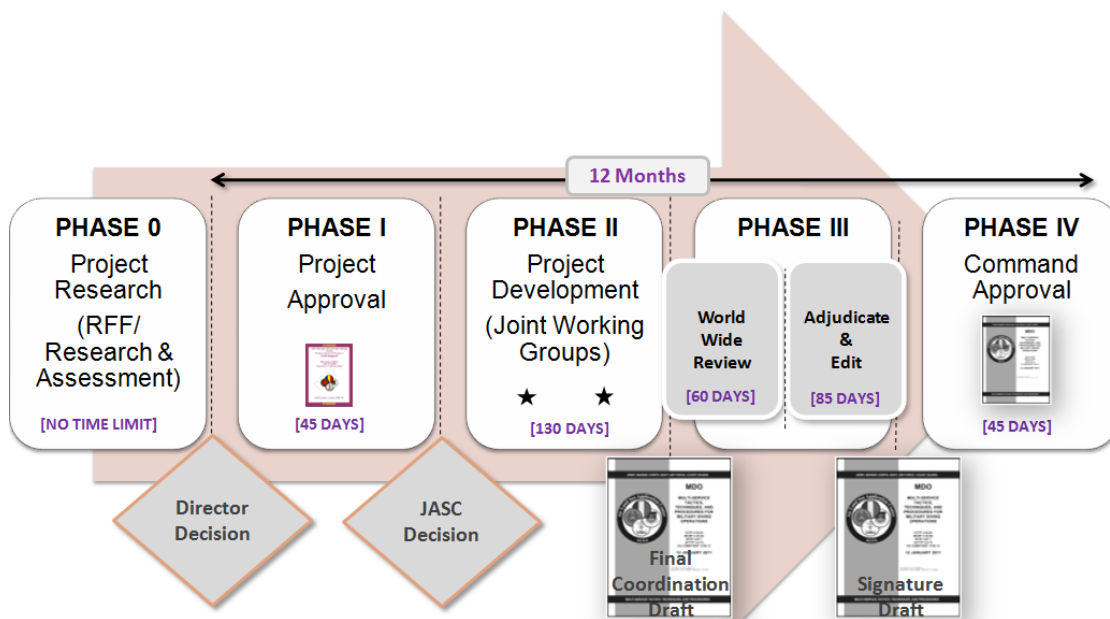 12 Months
PHASE 0
Project
Research
(RFF/
Research &
Assessment)
[NO TIME LIMIT]
PHASE I
Project
Approval
[45 DAYS]
PHASE II
Project
Development
(Joint Working
Groups)
[130 DAYS]
PHASE III
World
Wide
Review
[60 DAYS]
Adjudicate
&
Edit
[85 DAYS]
PHASE IV
Command
Approval
[45 DAYS]
Director
Decision
JASC
Decision
MDO
MULTI-SERVICE
TACTICS,
TECHNIQUES, AND
PROCEDURES FOR
MILITARY DIVING
OPERATIONS
12 JANUARY 2011
Final
Coordination
Draft
MDO
MULTI-SERVICE
TACTICS,
TECHNIQUES, AND
PROCEDURES FOR
MILITARY DIVING
OPERATIONS
12 JANUARY 2011
Signature
Draft